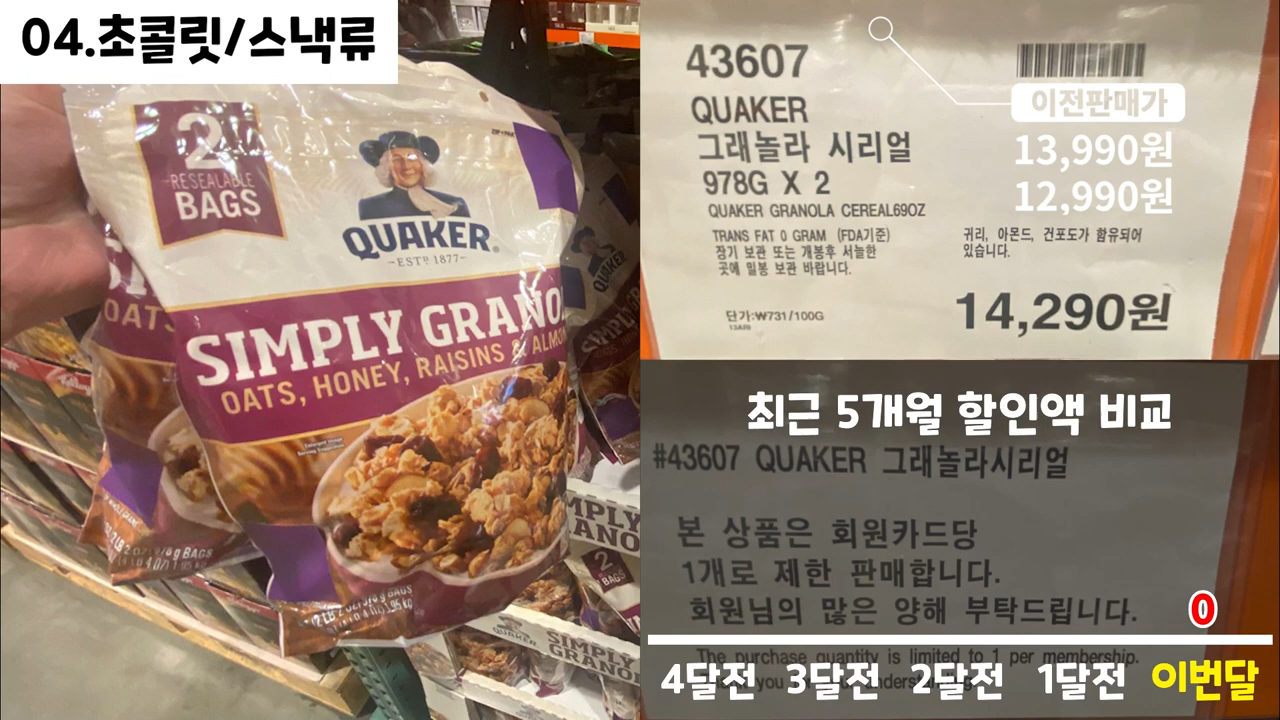 04.초콜릿/스낵류
2
RESEALABLE
BAGS
QUAKER
ESTD 1877
SIMPLY GRANO
OATS, HONEY, RAISINS & ALMO
QUAKER
OATS
2
BAGS
QUAKER
SIMPLY
GRANO
43607
QUAKER
그래놀라 시리얼
978G X 2
QUAKER GRANOLA CEREAL69OZ
TRANS FAT 0 GRAM (FDA기준)
장기 보관 또는 개봉후 서늘한
곳에 밀봉 보관 바랍니다.
단가:₩731/100G
이전판매가
13,990원
12,990원
귀리, 아몬드, 건포도가 함유되어
있습니다.
14,290원
최근 5개월 할인액 비교
#43607 QUAKER 그래놀라시리얼
본 상품은 회원카드당
1개로 제한 판매합니다.
회원님의 많은 양해 부탁드립니다.
The purchase quantity is limited to 1 per membership.
0
4달전 3달전 2달전 1달전 이번달